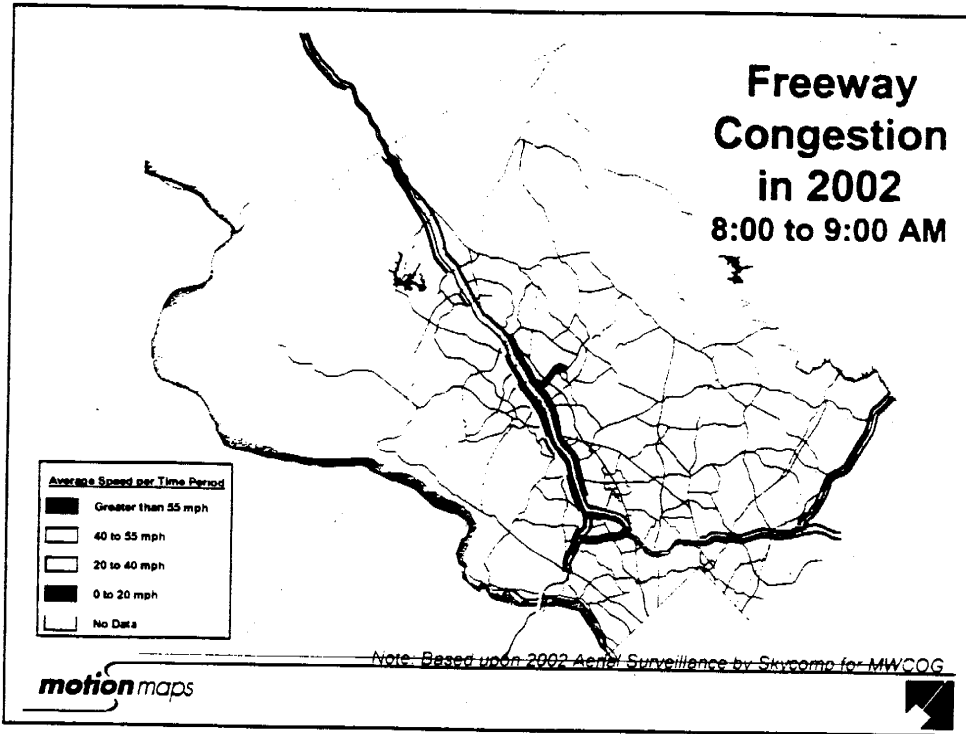 Freeway
Congestion
in 2002
8:00 to 9:00 AM
Average Speed per Time Period
Greater than 55 mph
40 to 55 mph
20 to 40 mph
0 to 20 mph
No Data
Note: Based upon 2002 Aerial Surveillance by Skycomp for MWCOG
motion maps